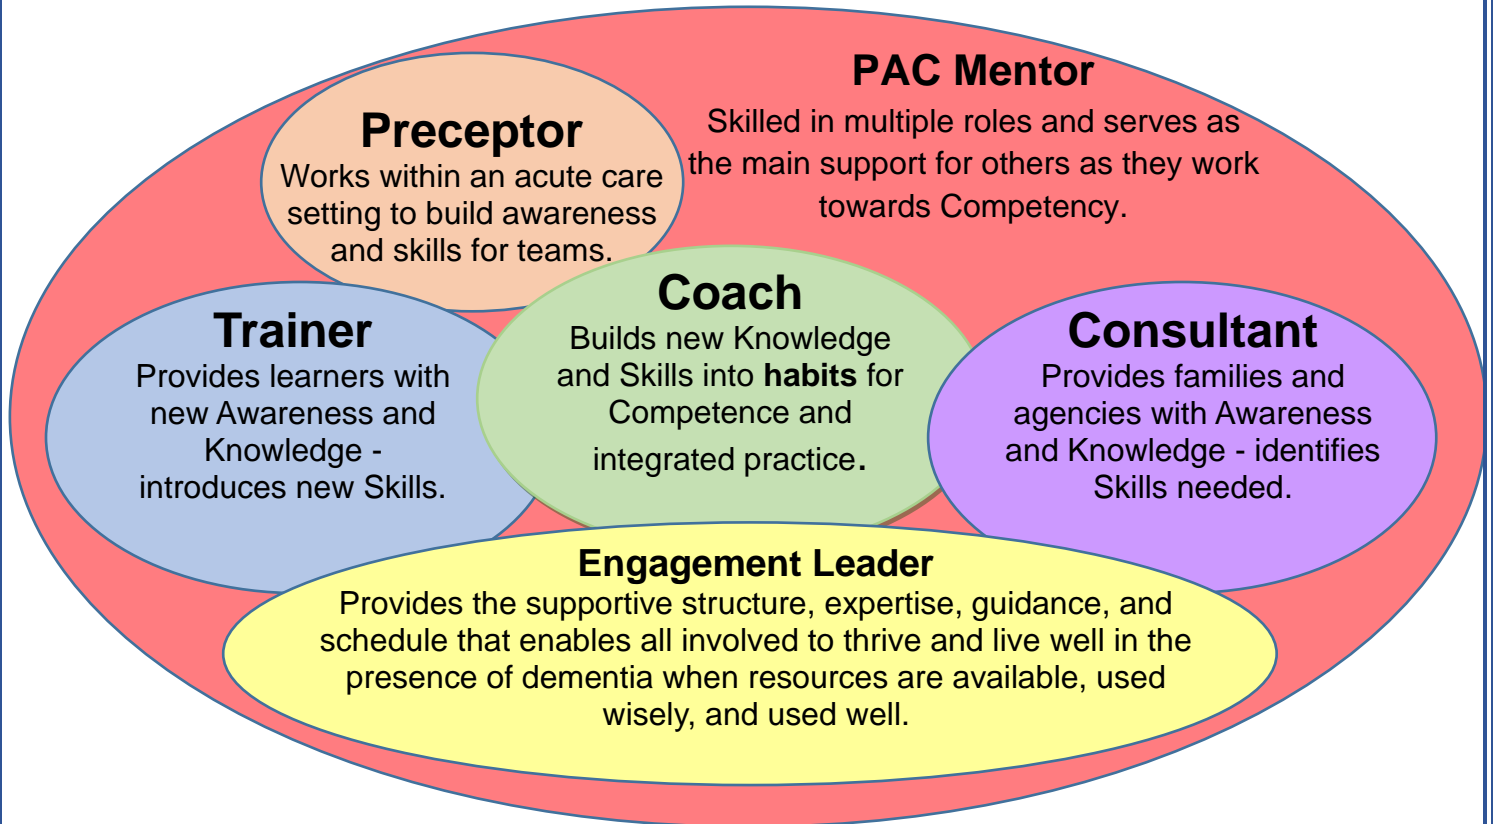 PAC Mentor
Skilled in multiple roles and serves as
the main support for others as they work
towards Competency.
Preceptor
Works within an acute care
setting to build awareness
and skills for teams.
Coach
Builds new Knowledge
and Skills into habits for
Competence and
integrated practice.
Trainer
Provides learners with
new Awareness and
Knowledge -
introduces new Skills.
Consultant
Provides families and
agencies with Awareness
and Knowledge - identifies
Skills needed.
Engagement Leader
Provides the supportive structure, expertise, guidance, and
schedule that enables all involved to thrive and live well in the
presence of dementia when resources are available, used
wisely, and used well.